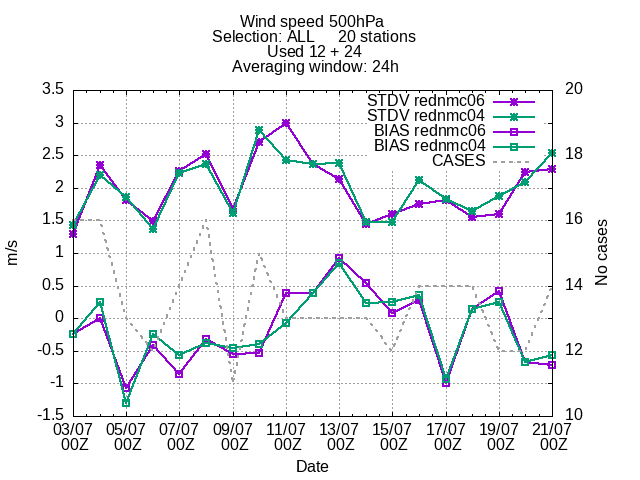 Wind speed 500hPa
Selection: ALL 20 stations
Used 12 + 24
Averaging window: 24h
STDV rednmc06
STDV rednmc04
BIAS rednmc06
BIAS rednmc04
CASES
3.5
3
2.5
2
1.5
1
0.5
0
-0.5
-1
-1.5
m/s
20
18
16
14
12
10
No cases
03/07 05/07 07/07 09/07 11/07 13/07 15/07 17/07 19/07 21/07
00Z 00Z 00Z 00Z 00Z 00Z 00Z 00Z 00Z 00Z
Date